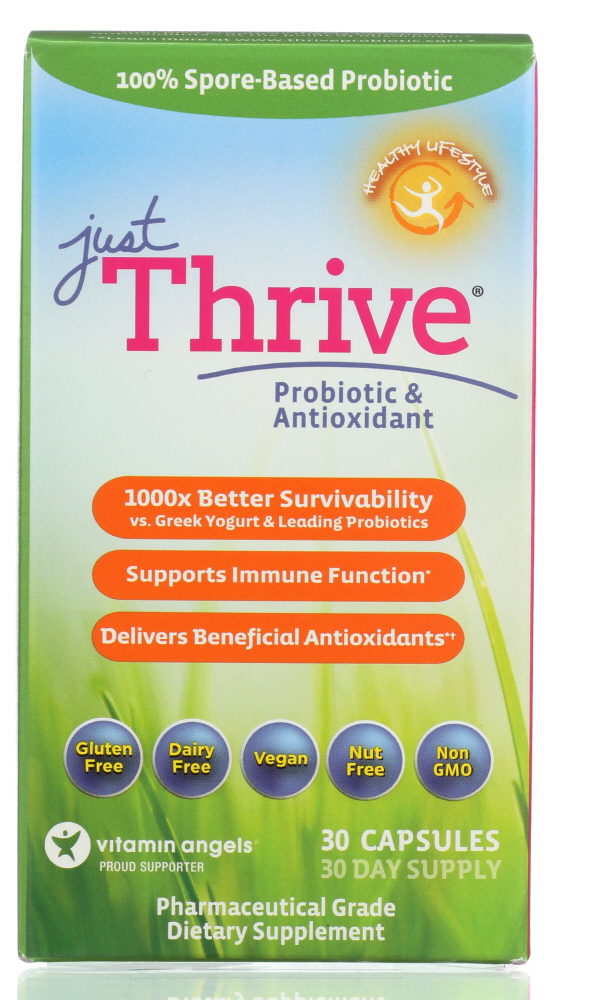 100% Spore-Based Probiotic
HEALTHY LIFESTYLE
just
Thrive®
Probiotic &
Antioxidant
1000x Better Survivability
vs. Greek Yogurt & Leading Probiotics
Supports Immune Function*
Delivers Beneficial Antioxidants*†
Gluten
Free
Dairy
Free
Vegan
Nut
Free
Non
GMO
vitamin angels
PROUD SUPPORTER
30 CAPSULES
30 DAY SUPPLY
Pharmaceutical Grade
Dietary Supplement